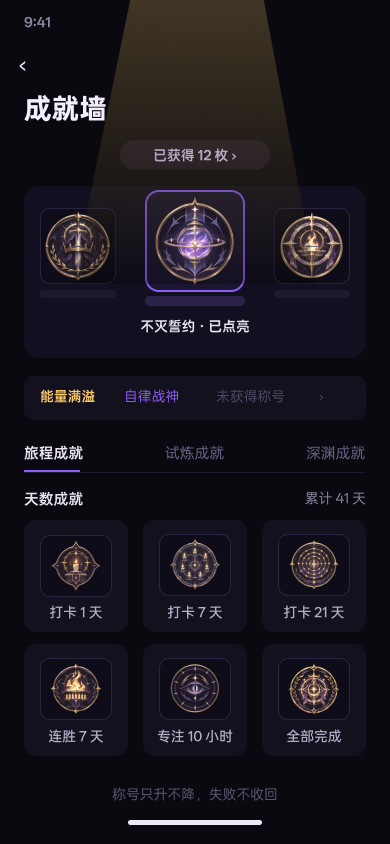 9:41
成就墙
已获得 12 枚 ›
不灭誓约 · 已点亮
能量满溢 自律战神 未获得称号 ›
旅程成就 试炼成就 深渊成就
天数成就 累计 41 天
打卡 1 天 打卡 7 天 打卡 21 天
连胜 7 天 专注 10 小时 全部完成
称号只升不降，失败不收回